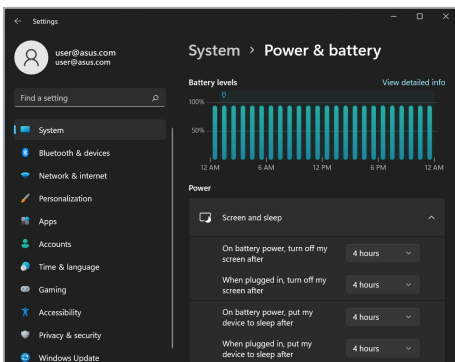 Settings
user@asus.com
user@asus.com
Find a setting
System
Bluetooth & devices
Network & internet
Personalization
Apps
Accounts
Time & language
Gaming
Accessibility
Privacy & security
Windows Update
System > Power & battery
Battery levels
View detailed info
100%
50%
12 AM 6 AM 12 PM 6 PM 12 AM
Power
Screen and sleep
On battery power, turn off my
screen after
4 hours
When plugged in, turn off my
screen after
4 hours
On battery power, put my
device to sleep after
4 hours
When plugged in, put my
device to sleep after
4 hours